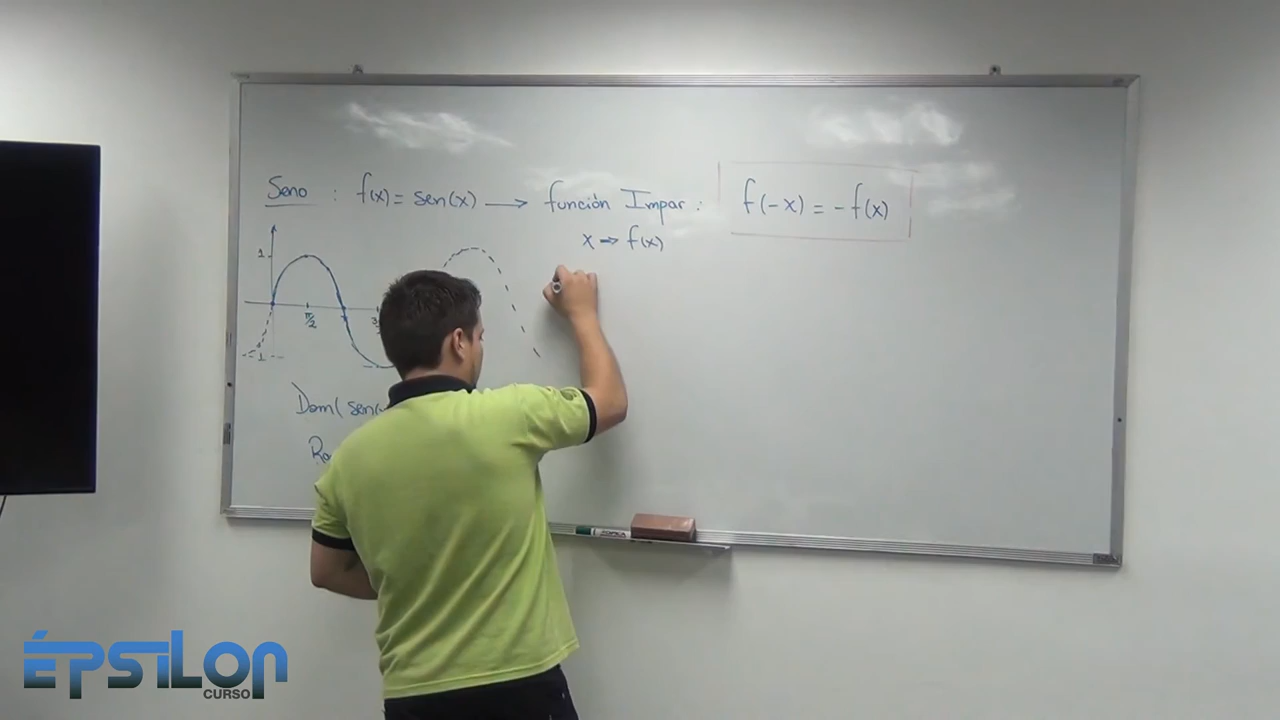 Seno : f(x) = sen(x) → función Impar : f(-x) = -f(x)
x → f(x)
1
π/2
-1
Dom( sen(
ÉPSILON
CURSO